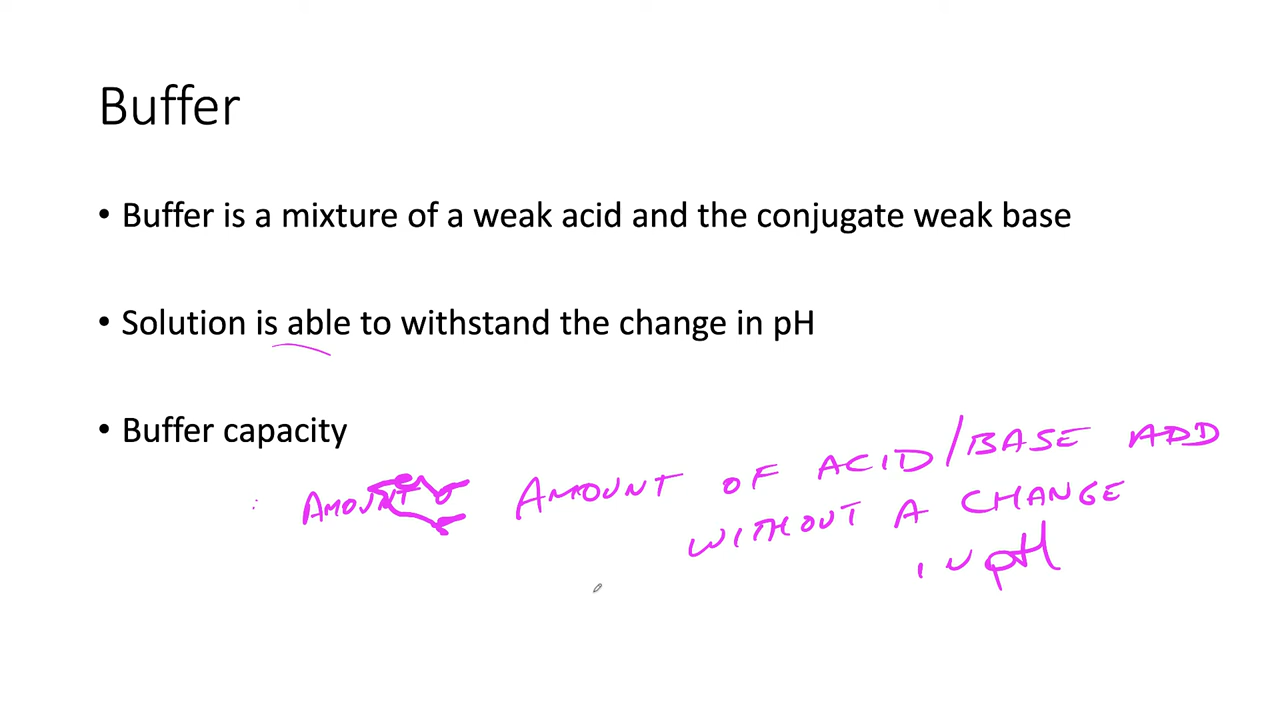 Buffer
• Buffer is a mixture of a weak acid and the conjugate weak base
• Solution is able to withstand the change in pH
• Buffer capacity
: AMOUNT AMOUNT OF ACID/BASE ADD
WITHOUT A CHANGE
IN pH